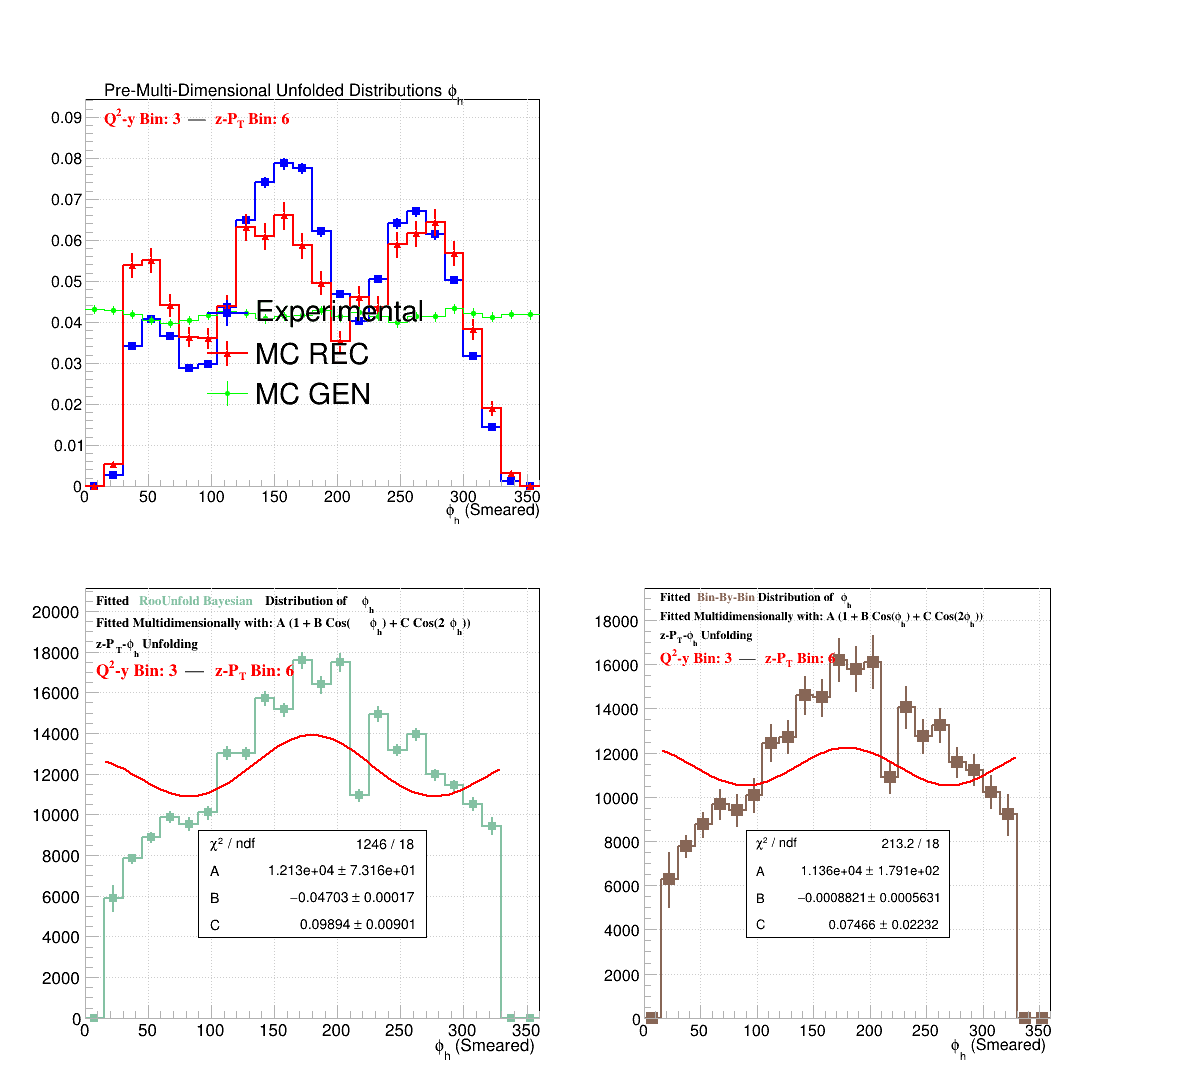 Pre-Multi-Dimensional Unfolded Distributions ϕh
Q²-y Bin: 3 — z-PT Bin: 6
0.09
0.08
0.07
0.06
0.05
0.04
0.03
0.02
0.01
0
Experimental
MC REC
MC GEN
0 50 100 150 200 250 300 350
ϕh (Smeared)
Fitted RooUnfold Bayesian Distribution of ϕh
Fitted Multidimensionally with: A (1 + B Cos( ϕh) + C Cos(2 ϕh))
z-PT-ϕh Unfolding
Q²-y Bin: 3 — z-PT Bin: 6
20000
18000
16000
14000
12000
10000
8000
6000
4000
2000
0
χ² / ndf 1246 / 18
A 1.213e+04 ± 7.316e+01
B −0.04703 ± 0.00017
C 0.09894 ± 0.00901
0 50 100 150 200 250 300 350
ϕh (Smeared)
Fitted Bin-By-Bin Distribution of ϕh
Fitted Multidimensionally with: A (1 + B Cos(ϕh) + C Cos(2ϕh))
z-PT-ϕh Unfolding
Q²-y Bin: 3 — z-PT Bin: 6
18000
16000
14000
12000
10000
8000
6000
4000
2000
0
χ² / ndf 213.2 / 18
A 1.136e+04 ± 1.791e+02
B −0.0008821 ± 0.0005631
C 0.07466 ± 0.02232
0 50 100 150 200 250 300 350
ϕh (Smeared)